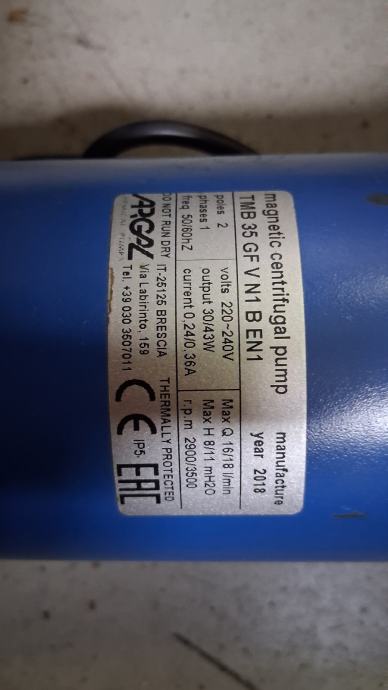 magnetic centrifugal pump manufacture
TMB 35 GF V N1 B EN1 year 2018
poles 2 volts 220~240V Max Q 16/18 l/min
phases 1 output 30/43W Max H 8/11 mH2O
freq 50/60hZ current 0,24/0,36A r.p.m 2900/3500
DO NOT RUN DRY IT-25125 BRESCIA THERMALLY PROTECTED
ARGAL Via Labirinto, 159 CE IP5. EAC
PUMPS Tel. +39 030 3507011